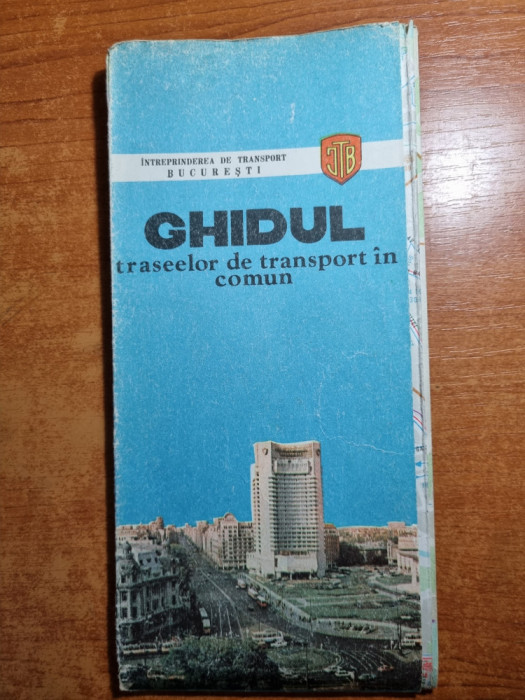 ÎNTREPRINDEREA DE TRANSPORT
BUCUREȘTI
ITB
GHIDUL
traseelor de transport în
comun